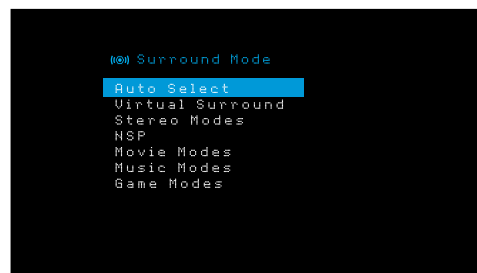 Surround Mode
Auto Select
Virtual Surround
Stereo Modes
NSP
Movie Modes
Music Modes
Game Modes